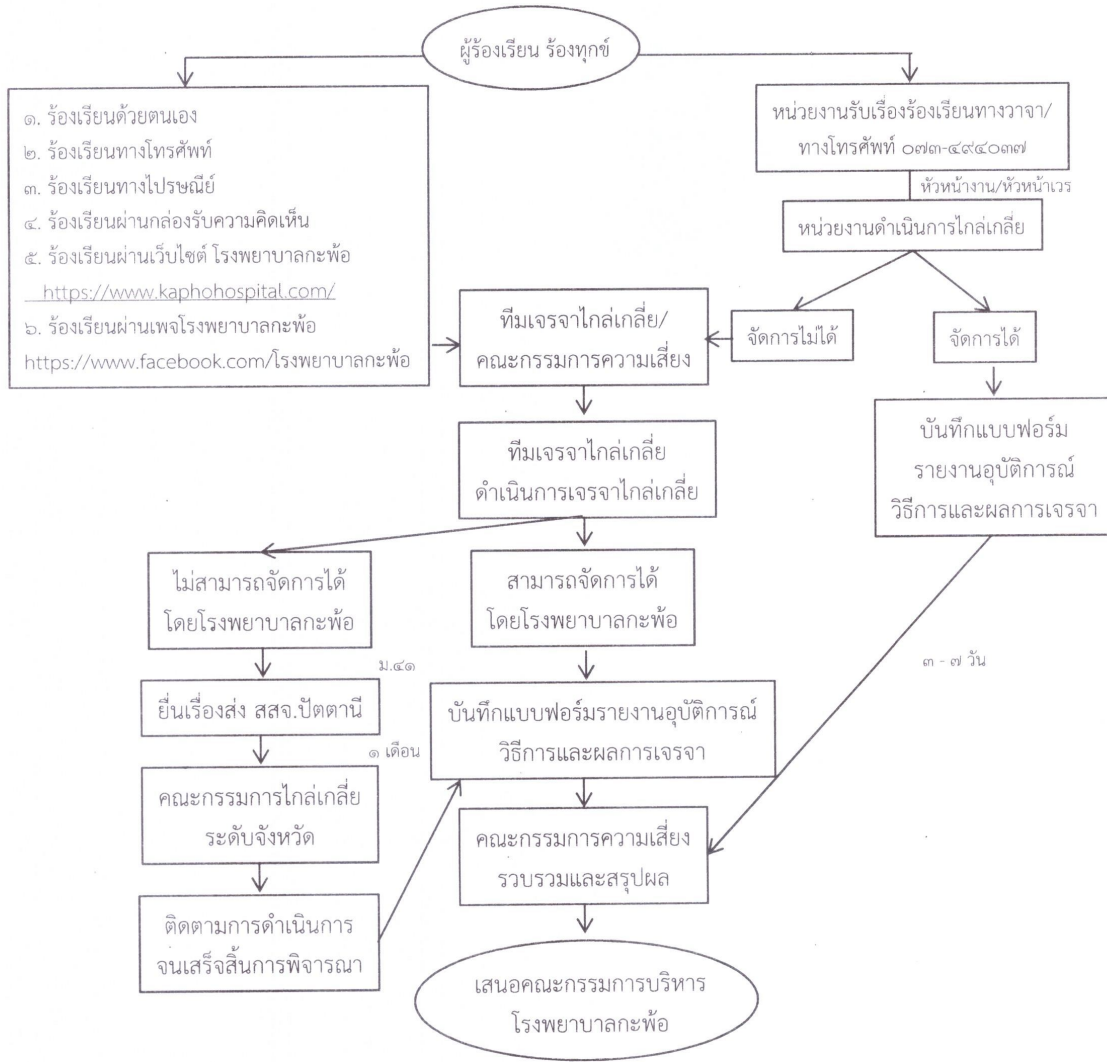 ผู้ร้องเรียน ร้องทุกข์
๑. ร้องเรียนด้วยตนเอง
๒. ร้องเรียนทางโทรศัพท์
๓. ร้องเรียนทางไปรษณีย์
๔. ร้องเรียนผ่านกล่องรับความคิดเห็น
๕. ร้องเรียนผ่านเว็บไซต์ โรงพยาบาลกะพ้อ
https://www.kaphohospital.com/
๖. ร้องเรียนผ่านเพจโรงพยาบาลกะพ้อ
https://www.facebook.com/โรงพยาบาลกะพ้อ
หน่วยงานรับเรื่องร้องเรียนทางวาจา/
ทางโทรศัพท์ ๐๗๓-๔๙๔๐๓๗
หัวหน้างาน/หัวหน้าเวร
หน่วยงานดำเนินการไกล่เกลี่ย
ทีมเจรจาไกล่เกลี่ย/
คณะกรรมการความเสี่ยง
จัดการไม่ได้
จัดการได้
ทีมเจรจาไกล่เกลี่ย
ดำเนินการเจรจาไกล่เกลี่ย
บันทึกแบบฟอร์ม
รายงานอุบัติการณ์
วิธีการและผลการเจรจา
ไม่สามารถจัดการได้
โดยโรงพยาบาลกะพ้อ
สามารถจัดการได้
โดยโรงพยาบาลกะพ้อ
๓ - ๗ วัน
ม.๔๑
ยื่นเรื่องส่ง สสจ.ปัตตานี
บันทึกแบบฟอร์มรายงานอุบัติการณ์
วิธีการและผลการเจรจา
๑ เดือน
คณะกรรมการไกล่เกลี่ย
ระดับจังหวัด
คณะกรรมการความเสี่ยง
รวบรวมและสรุปผล
ติดตามการดำเนินการ
จนเสร็จสิ้นการพิจารณา
เสนอคณะกรรมการบริหาร
โรงพยาบาลกะพ้อ